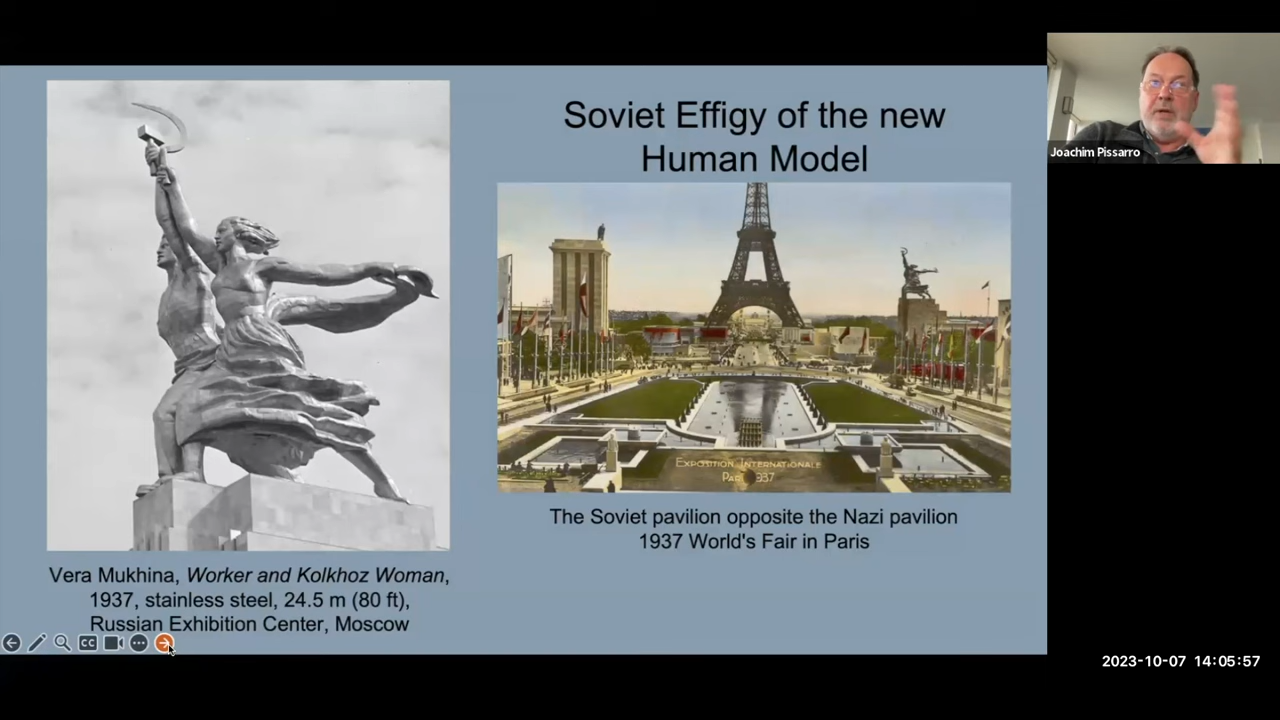 Soviet Effigy of the new
Human Model
EXPOSITION INTERNATIONALE
The Soviet pavilion opposite the Nazi pavilion
1937 World's Fair in Paris
Vera Mukhina, Worker and Kolkhoz Woman,
1937, stainless steel, 24.5 m (80 ft),
Russian Exhibition Center, Moscow
CC
Joachim Pissarro
2023-10-07 14:05:57